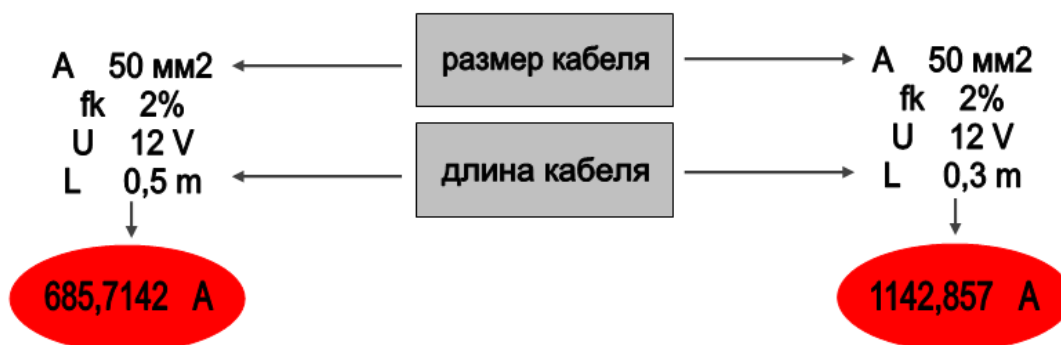 A 50 мм2
fk 2%
U 12 V
L 0,5 m
685,7142 A
размер кабеля
длина кабеля
A 50 мм2
fk 2%
U 12 V
L 0,3 m
1142,857 A